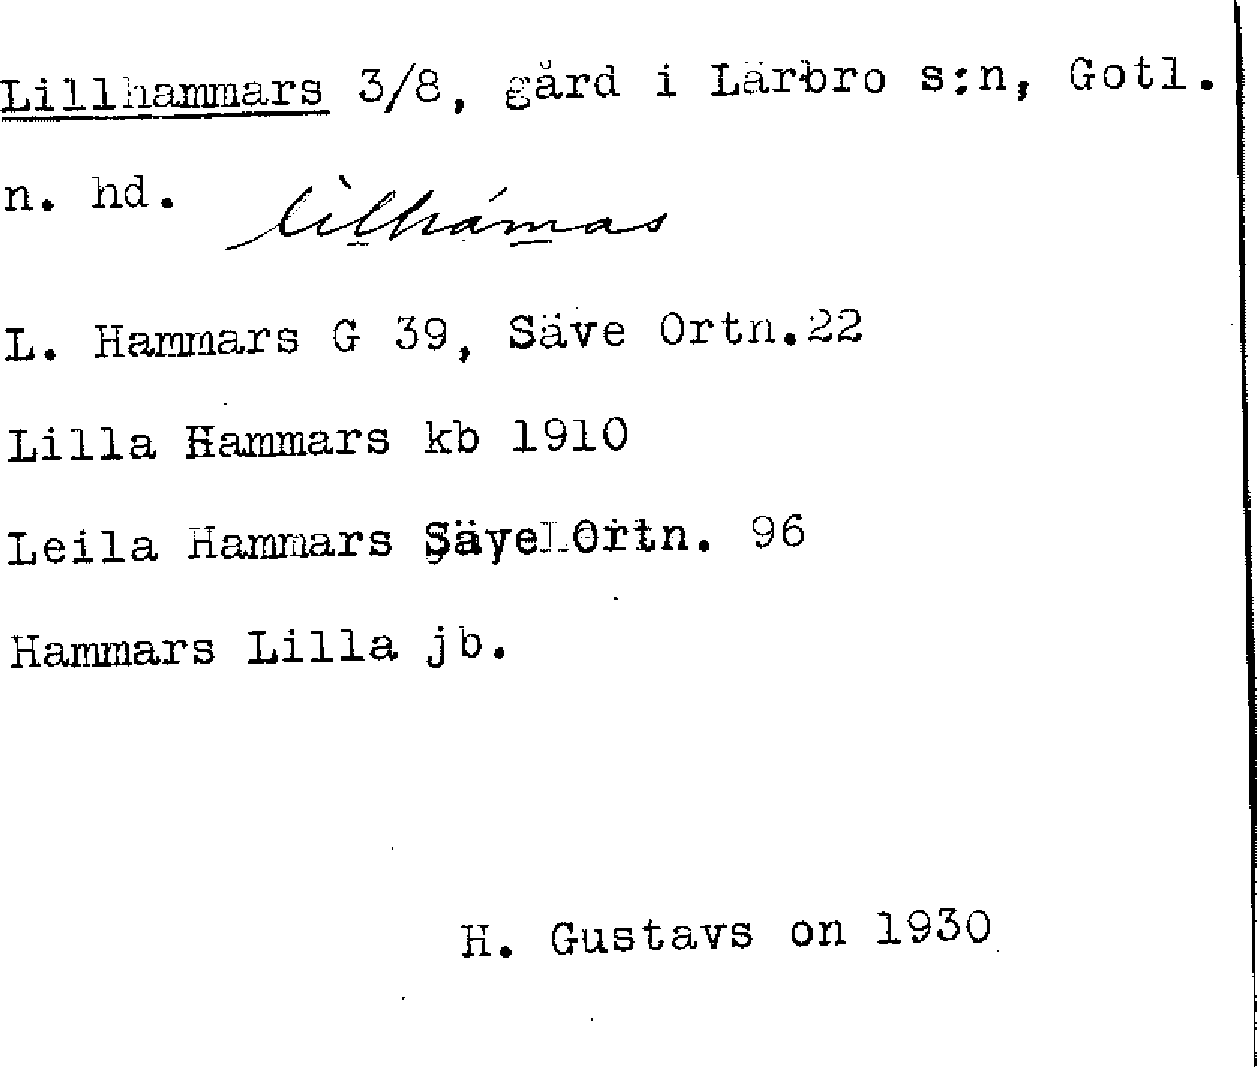 Lillhammars 3/8, gård i Lärbro s:n, Gotl.
n. hd. lìlhámas
L. Hammars G 39, Säve Ortn.22
Lilla Hammars kb 1910
Leila Hammars Säve Ortn. 96
Hammars Lilla jb.
H. Gustavs on 1930